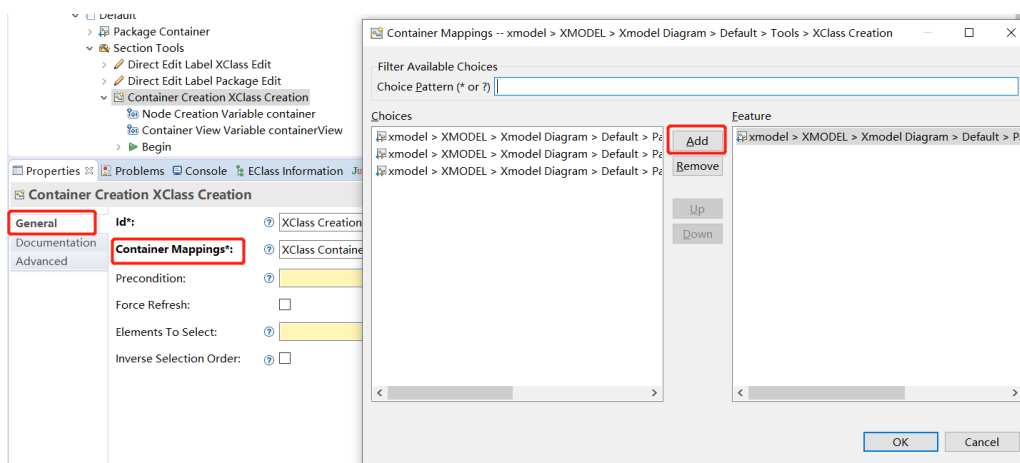 Default
Package Container
Section Tools
Direct Edit Label XClass Edit
Direct Edit Label Package Edit
Container Creation XClass Creation
Node Creation Variable container
Container View Variable containerView
Begin
Properties Problems Console EClass Information Ju
Container Creation XClass Creation
General
Documentation
Advanced
Id*: XClass Creation
Container Mappings*: XClass Containe
Precondition:
Force Refresh:
Elements To Select:
Inverse Selection Order:
Container Mappings -- xmodel > XMODEL > Xmodel Diagram > Default > Tools > XClass Creation
Filter Available Choices
Choice Pattern (* or ?)
Choices
xmodel > XMODEL > Xmodel Diagram > Default > Pa
xmodel > XMODEL > Xmodel Diagram > Default > Pa
xmodel > XMODEL > Xmodel Diagram > Default > Pa
Add
Remove
Up
Down
Feature
xmodel > XMODEL > Xmodel Diagram > Default > P
OK Cancel